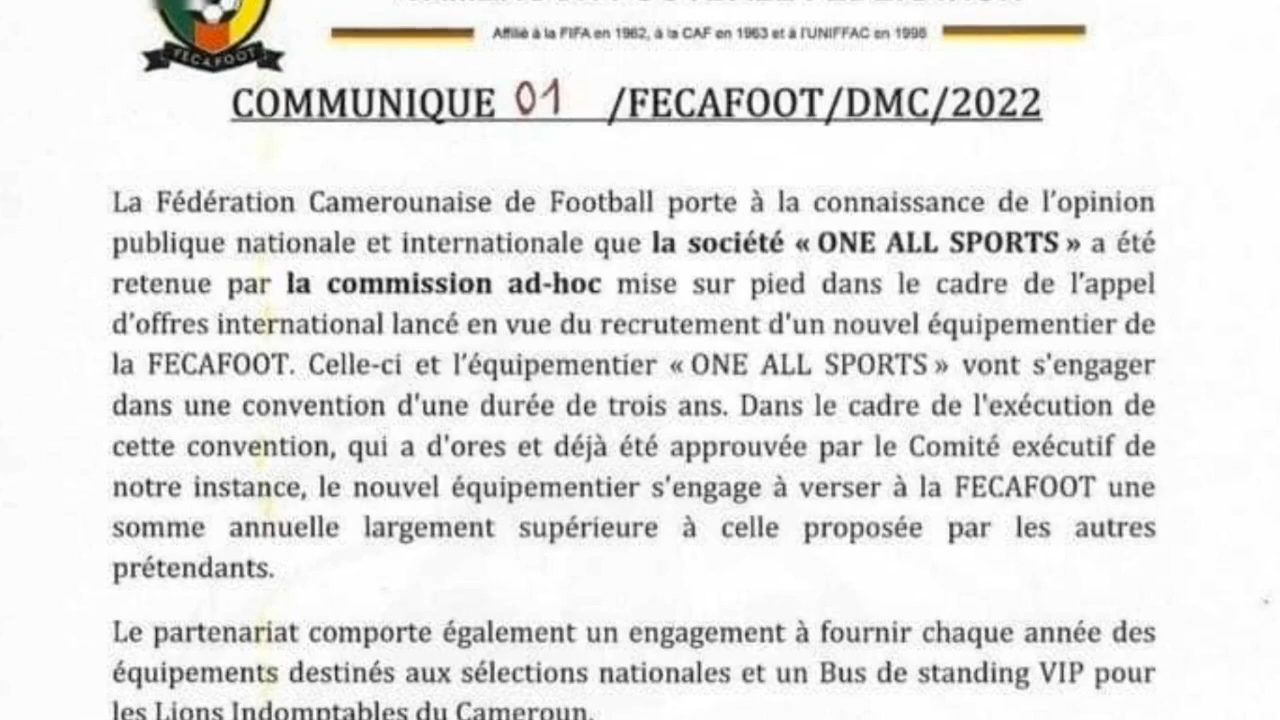 FECAFOOT
Affilié à la FIFA en 1962, à la CAF en 1963 et à l'UNIFFAC en 1998
COMMUNIQUE 01 /FECAFOOT/DMC/2022
La Fédération Camerounaise de Football porte à la connaissance de l'opinion
publique nationale et internationale que la société « ONE ALL SPORTS » a été
retenue par la commission ad-hoc mise sur pied dans le cadre de l'appel
d'offres international lancé en vue du recrutement d'un nouvel équipementier de
la FECAFOOT. Celle-ci et l'équipementier « ONE ALL SPORTS » vont s'engager
dans une convention d'une durée de trois ans. Dans le cadre de l'exécution de
cette convention, qui a d'ores et déjà été approuvée par le Comité exécutif de
notre instance, le nouvel équipementier s'engage à verser à la FECAFOOT une
somme annuelle largement supérieure à celle proposée par les autres
prétendants.
Le partenariat comporte également un engagement à fournir chaque année des
équipements destinés aux sélections nationales et un Bus de standing VIP pour
les Lions Indomptables du Cameroun.